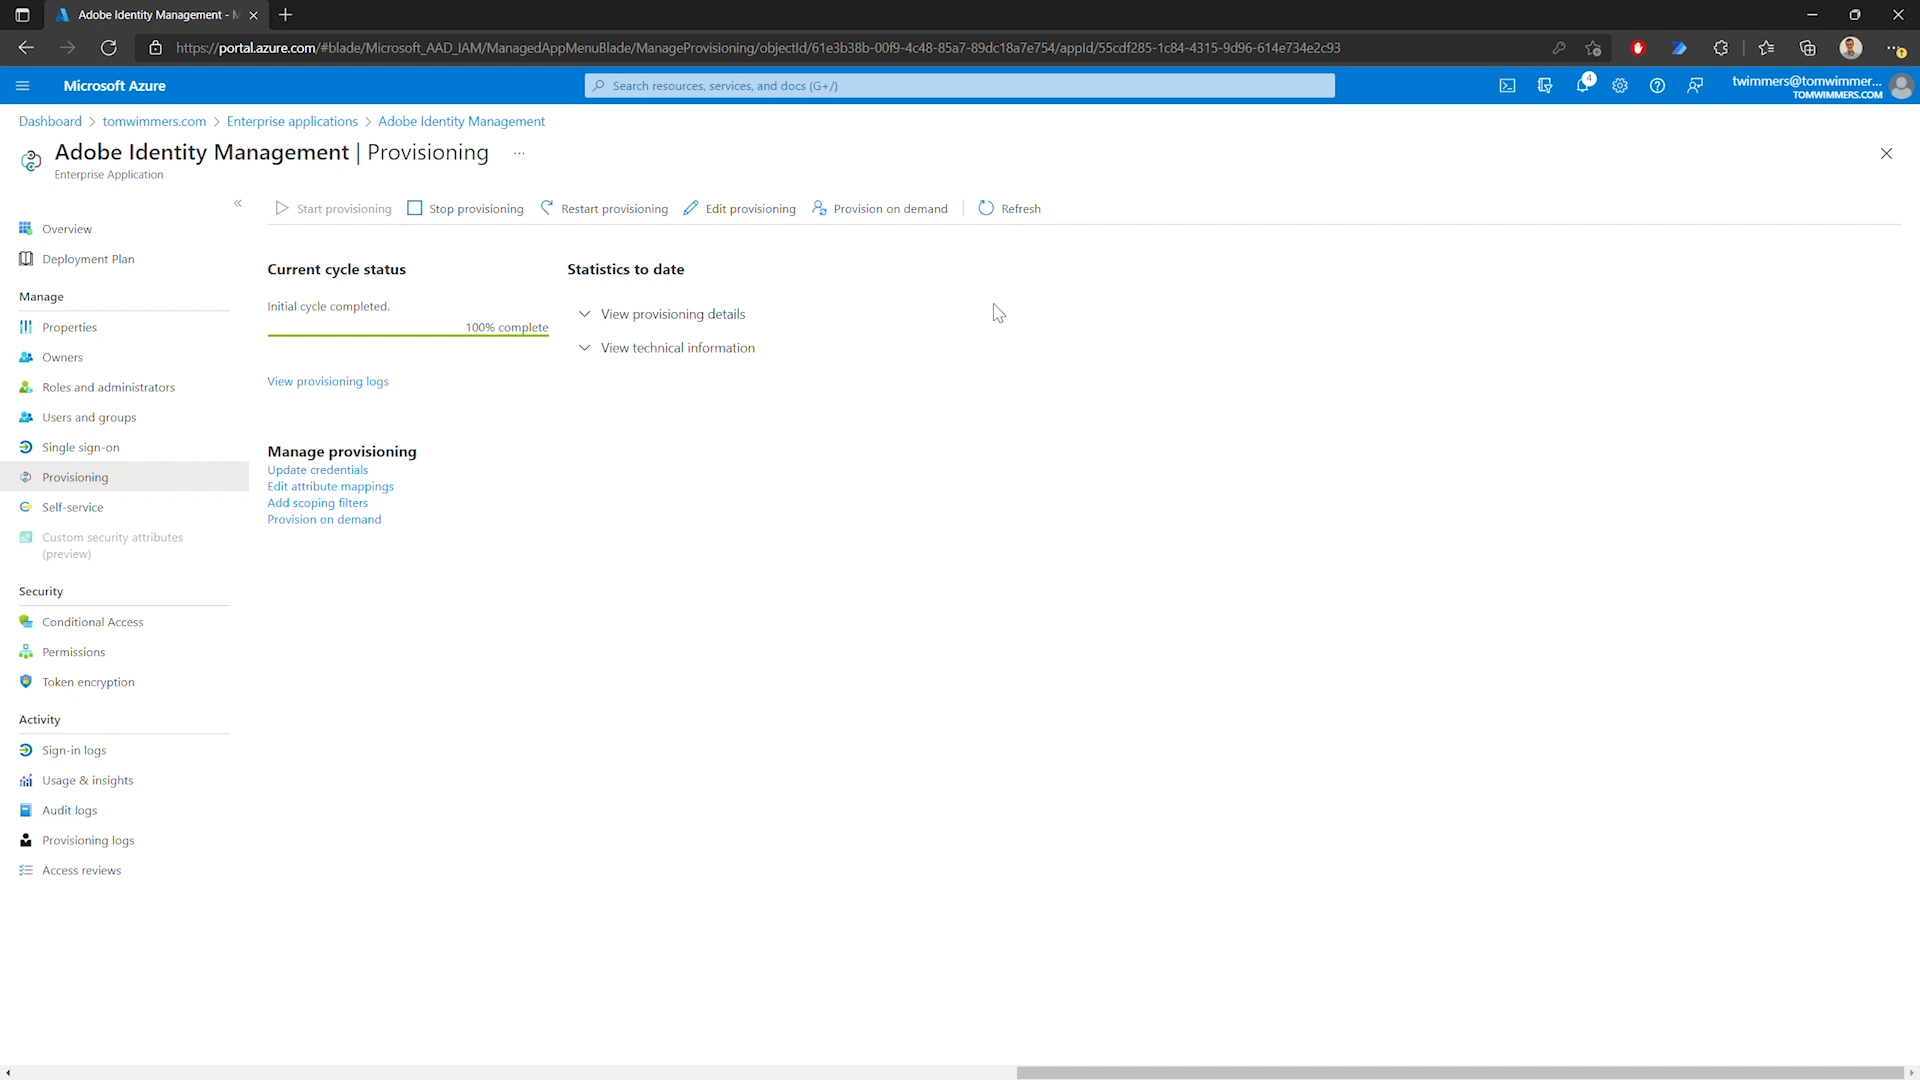 Adobe Identity Management - M
https://portal.azure.com/#blade/Microsoft_AAD_IAM/ManagedAppMenuBlade/ManageProvisioning/objectId/61e3b38b-00f9-4c48-85a7-89dc18a7e754/appId/55cdf285-1c84-4315-9d96-614e734e2c93
Microsoft Azure
Search resources, services, and docs (G+/)
4
twimmers@tomwimmer...
TOMWIMMERS.COM
Dashboard > tomwimmers.com > Enterprise applications > Adobe Identity Management
Adobe Identity Management | Provisioning ...
Enterprise Application
Start provisioning Stop provisioning Restart provisioning Edit provisioning Provision on demand Refresh
Overview
Deployment Plan
Manage
Properties
Owners
Roles and administrators
Users and groups
Single sign-on
Provisioning
Self-service
Custom security attributes
(preview)
Security
Conditional Access
Permissions
Token encryption
Activity
Sign-in logs
Usage & insights
Audit logs
Provisioning logs
Access reviews
Current cycle status
Initial cycle completed.
100% complete
View provisioning logs
Statistics to date
View provisioning details
View technical information
Manage provisioning
Update credentials
Edit attribute mappings
Add scoping filters
Provision on demand